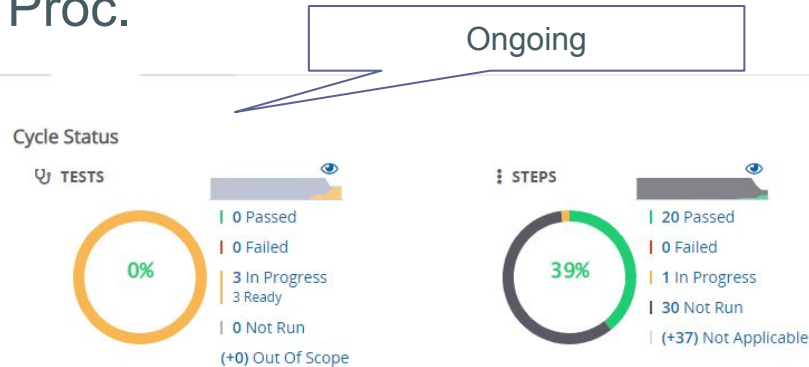 Proc.
Ongoing
Cycle Status
TESTS
0%
0 Passed
0 Failed
3 In Progress
3 Ready
0 Not Run
(+0) Out Of Scope
STEPS
39%
20 Passed
0 Failed
1 In Progress
30 Not Run
(+37) Not Applicable